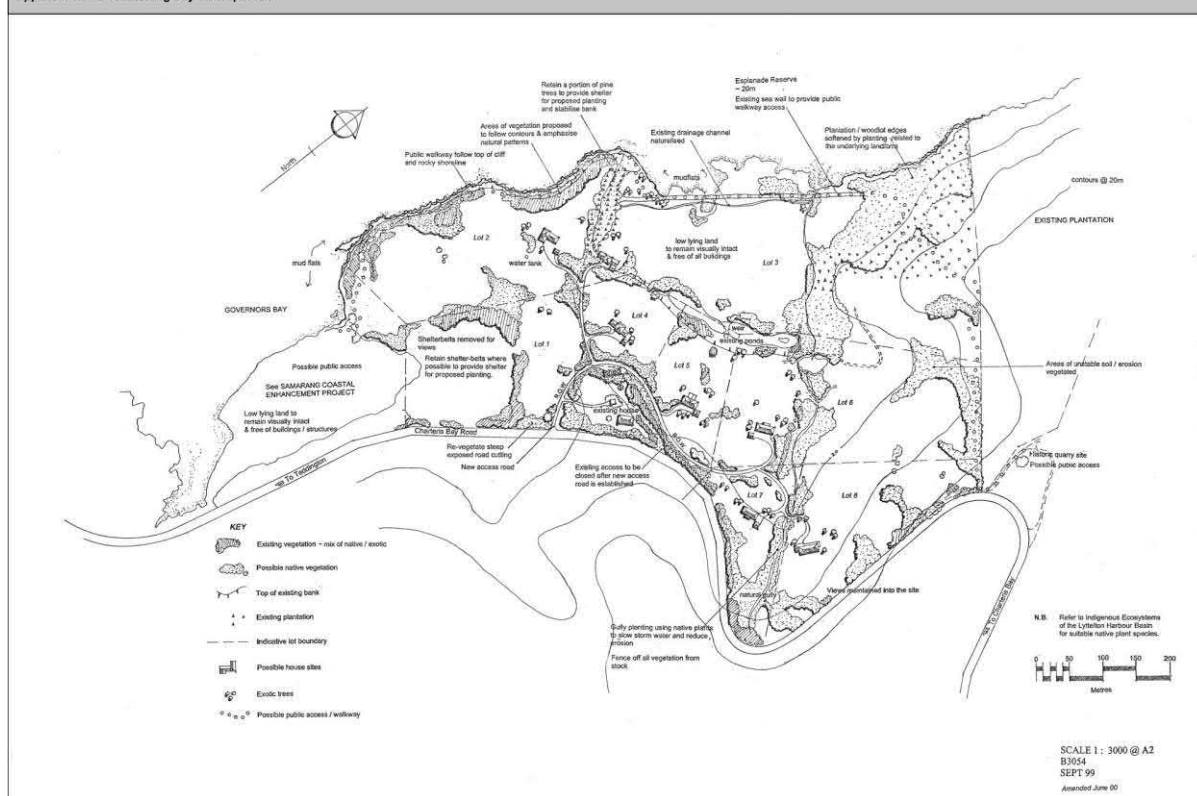 Retain a portion of pine
trees to provide shelter
for proposed planting
and stabilise bank
Esplanade Reserve
~ 20m
Existing sea wall to provide public
walkway access
Areas of vegetation proposed
to follow contours & emphasise
natural patterns
Existing drainage channel
naturalised
Plantation / woodlot edges
softened by planting related to
the underlying landform
Public walkway follow top of cliff
and rocky shoreline
North
mudflats
contours @ 20m
EXISTING PLANTATION
Lot 2
low lying land
to remain visually intact
& free of all buildings
Lot 3
water tank
mud flats
GOVERNORS BAY
Lot 4
weir
existing ponds
Shelterbelts removed for
views
Lot 1
Retain shelter-belts where
possible to provide shelter
for proposed planting.
Lot 5
Possible public access
See SAMARANG COASTAL
ENHANCEMENT PROJECT
Areas of unstable soil / erosion
vegetated
Lot 6
existing house
Low lying land to
remain visually intact
& free of buildings / structures
Charteris Bay Road
R.O.W.
Re-vegetate steep
exposed road cutting
New access road
Existing access to be
closed after new access
road is established
Historic quarry site
Possible public access
To Teddington
Lot 7
Lot 8
KEY
Existing vegetation - mix of native / exotic
Possible native vegetation
Top of existing bank
Existing plantation
Indicative lot boundary
Possible house sites
Exotic trees
Possible public access / walkway
natural gully
Views maintained into the site
Gully planting using native plants
to slow storm water and reduce
erosion
Fence off all vegetation from
stock
To Charteris Bay
N.B. Refer to Indigenous Ecosystems
of the Lyttelton Harbour Basin
for suitable native plant species.
0 50 100 150 200
Metres
SCALE 1 : 3000 @ A2
B3054
SEPT 99
Amended June 00